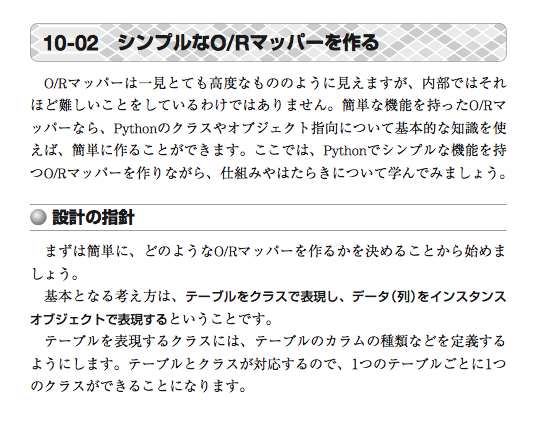 10-02 シンプルなO/Rマッパーを作る
O/Rマッパーは一見とても高度なもののように見えますが、内部ではそれ
ほど難しいことをしているわけではありません。簡単な機能を持ったO/Rマ
ッパーなら、Pythonのクラスやオブジェクト指向について基本的な知識を使
えば、簡単に作ることができます。ここでは、Pythonでシンプルな機能を持
つO/Rマッパーを作りながら、仕組みやはたらきについて学んでみましょう。
設計の指針
まずは簡単に、どのようなO/Rマッパーを作るかを決めることから始めま
しょう。
基本となる考え方は、テーブルをクラスで表現し、データ(列)をインスタンス
オブジェクトで表現するということです。
テーブルを表現するクラスには、テーブルのカラムの種類などを定義する
ようにします。テーブルとクラスが対応するので、1つのテーブルごとに1つ
のクラスができることになります。